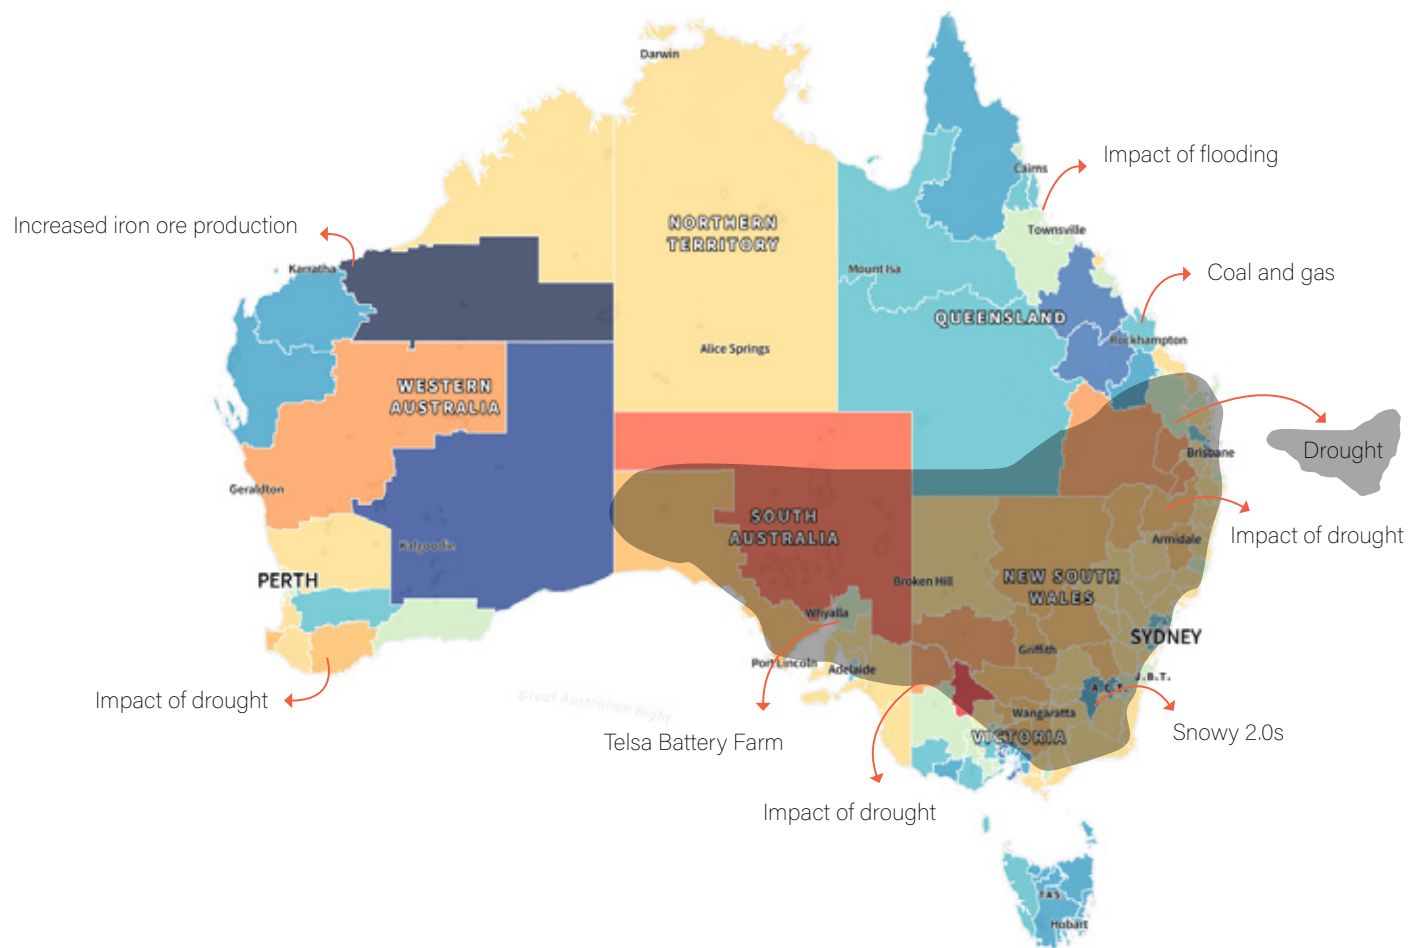 Darwin
Impact of flooding
Cairns
Increased iron ore production
NORTHERN
TERRITORY
Townsville
Karratha
Mount Isa
Coal and gas
QUEENSLAND
Rockhampton
Alice Springs
WESTERN
AUSTRALIA
Drought
Brisbane
Geraldton
SOUTH
AUSTRALIA
Impact of drought
Armidale
Kalgoorlie
PERTH
Broken Hill
NEW SOUTH
WALES
Whyalla
SYDNEY
Griffith
Port Lincoln
Adelaide
J.B.T.
A.C.T.
Impact of drought
Great Australian Bight
Wangaratta
Snowy 2.0s
VICTORIA
Telsa Battery Farm
Impact of drought
TAS
Hobart